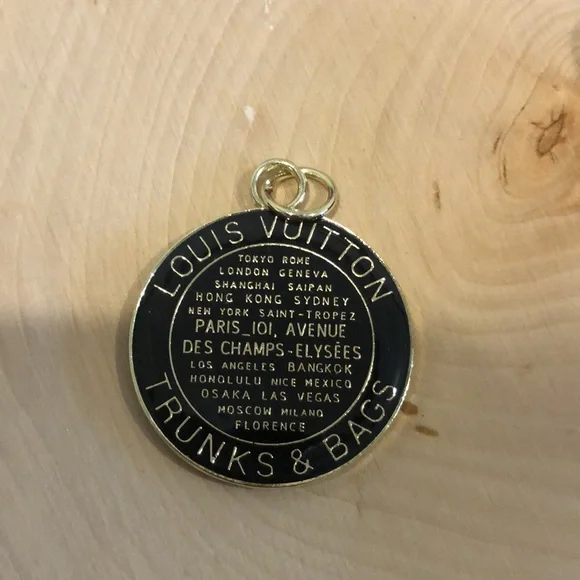 LOUIS VUITTON
TOKYO ROME
LONDON GENEVA
SHANGHAI SAIPAN
HONG KONG SYDNEY
NEW YORK SAINT-TROPEZ
PARIS_101, AVENUE
DES CHAMPS-ELYSÉES
LOS ANGELES BANGKOK
HONOLULU NICE MEXICO
OSAKA LAS VEGAS
MOSCOW MILANO
FLORENCE
TRUNKS & BAGS